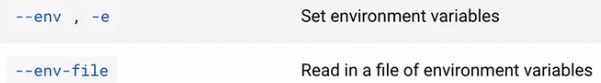 --env , -e Set environment variables
--env-file Read in a file of environment variables